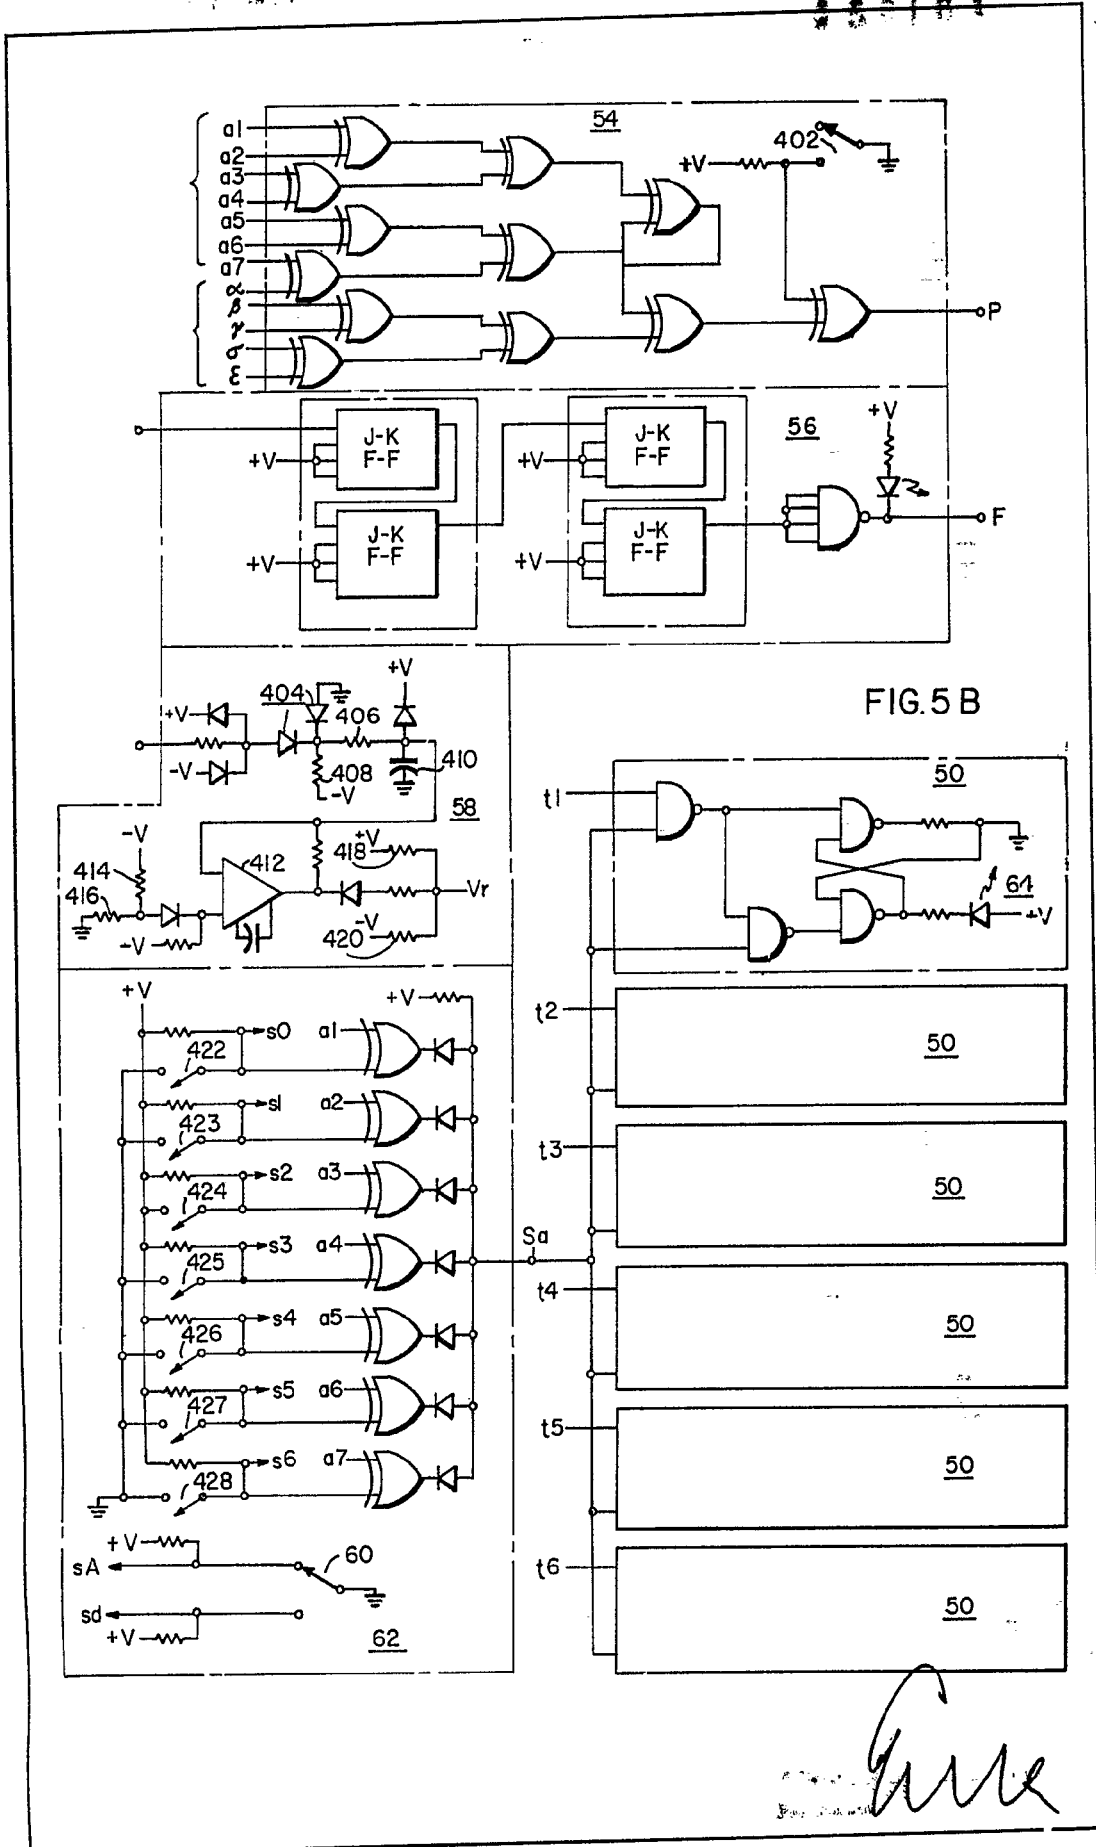 54
a1
a2
a3
a4
a5
a6
a7
α
β
γ
σ
ε
+V
402
P
J-K
F-F
+V
J-K
F-F
+V
J-K
F-F
+V
J-K
F-F
+V
56
+V
F
FIG. 5 B
404
+V
+V
406
-V
408
-V
410
58
-V
414
416
-V
412
+V
418
-V
420
Vr
50
t1
64
+V
+V
+V
s0
a1
422
s1
a2
423
s2
a3
424
s3
a4
425
s4
a5
426
s5
a6
427
s6
a7
428
Sa
t2
50
t3
50
t4
50
t5
50
t6
50
+V
sA
60
sd
+V
62